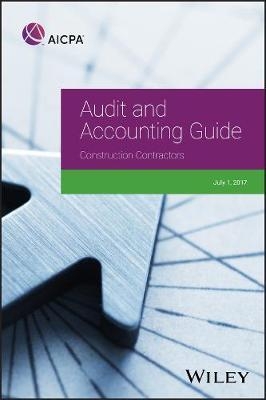 AICPA
Audit and
Accounting Guide
Construction Contractors
July 1, 2017
WILEY